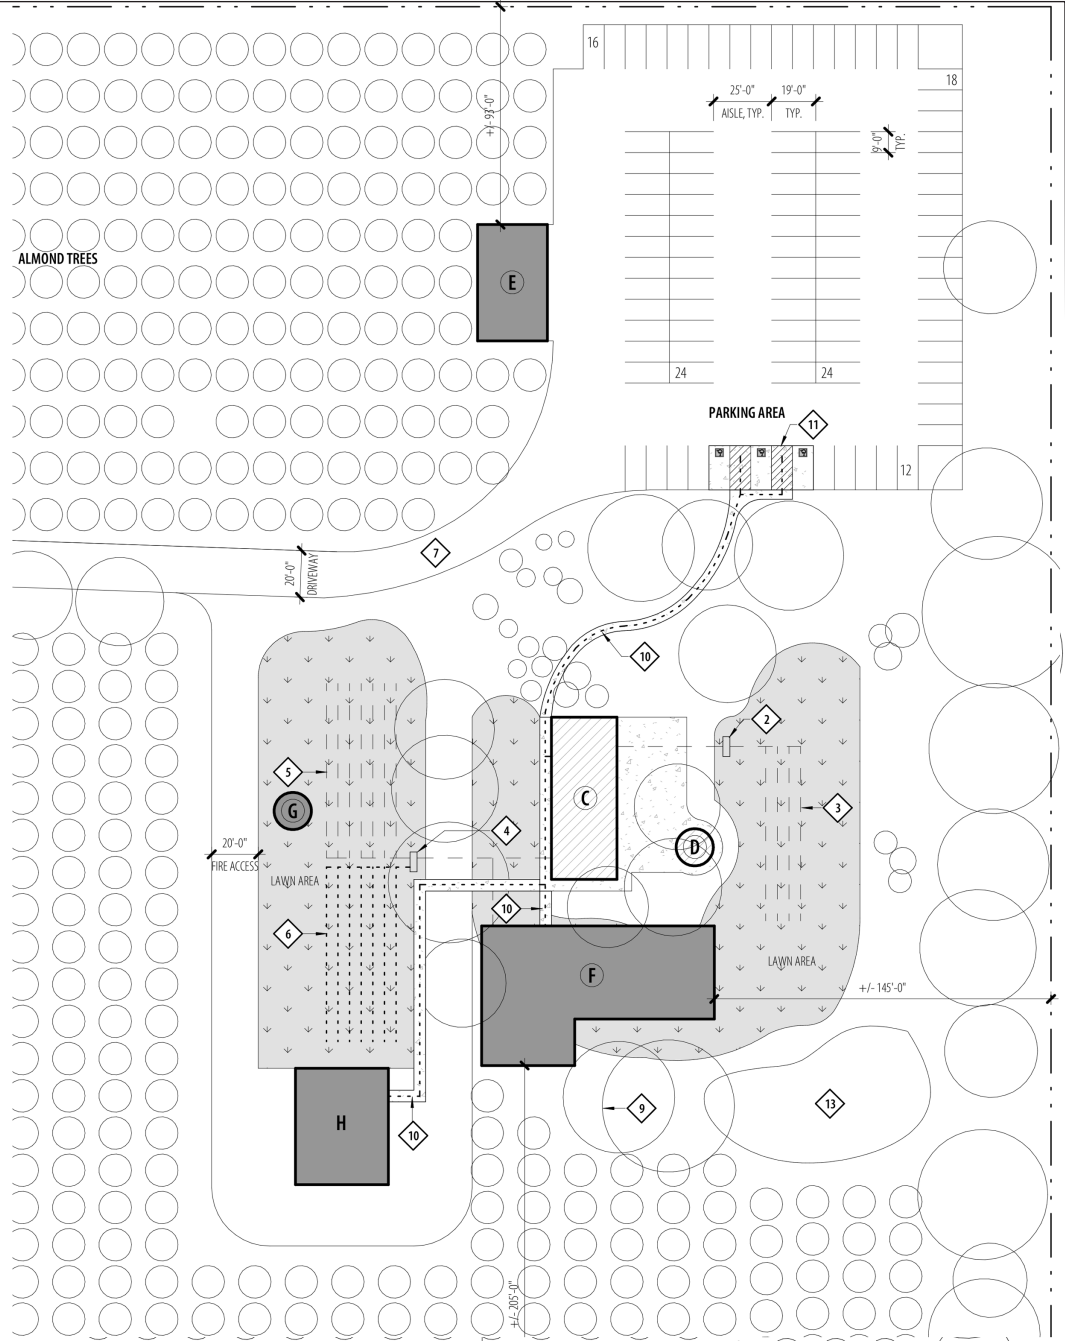 16
18
25'-0"
19'-0"
AISLE, TYP.
TYP.
+/- 93'-0"
9'-0"
TYP.
ALMOND TREES
E
24
24
PARKING AREA
11
12
7
20'-0"
DRIVEWAY
10
2
5
C
3
G
4
D
20'-0"
FIRE ACCESS
LAWN AREA
10
6
LAWN AREA
F
+/- 145'-0"
9
13
H
10
+/- 205'-0"